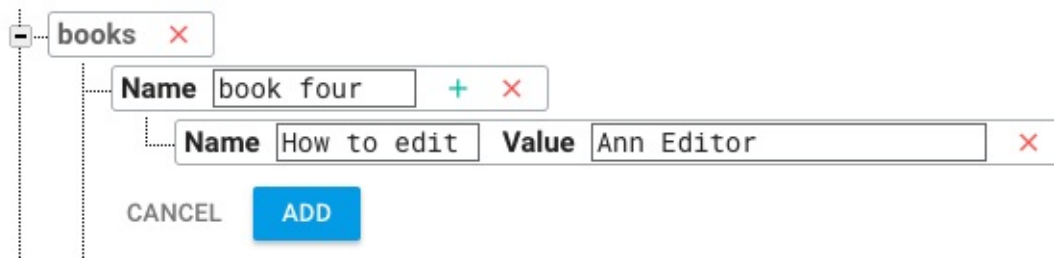 books
Name book four
Name How to edit Value Ann Editor
CANCEL ADD